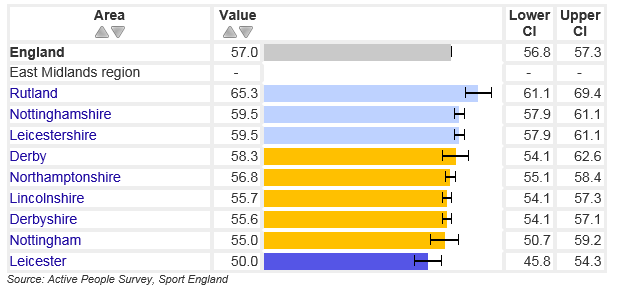 Area Value Lower CI Upper CI
England 57.0 56.8 57.3
East Midlands region - - -
Rutland 65.3 61.1 69.4
Nottinghamshire 59.5 57.9 61.1
Leicestershire 59.5 57.9 61.1
Derby 58.3 54.1 62.6
Northamptonshire 56.8 55.1 58.4
Lincolnshire 55.7 54.1 57.3
Derbyshire 55.6 54.1 57.1
Nottingham 55.0 50.7 59.2
Leicester 50.0 45.8 54.3
Source: Active People Survey, Sport England